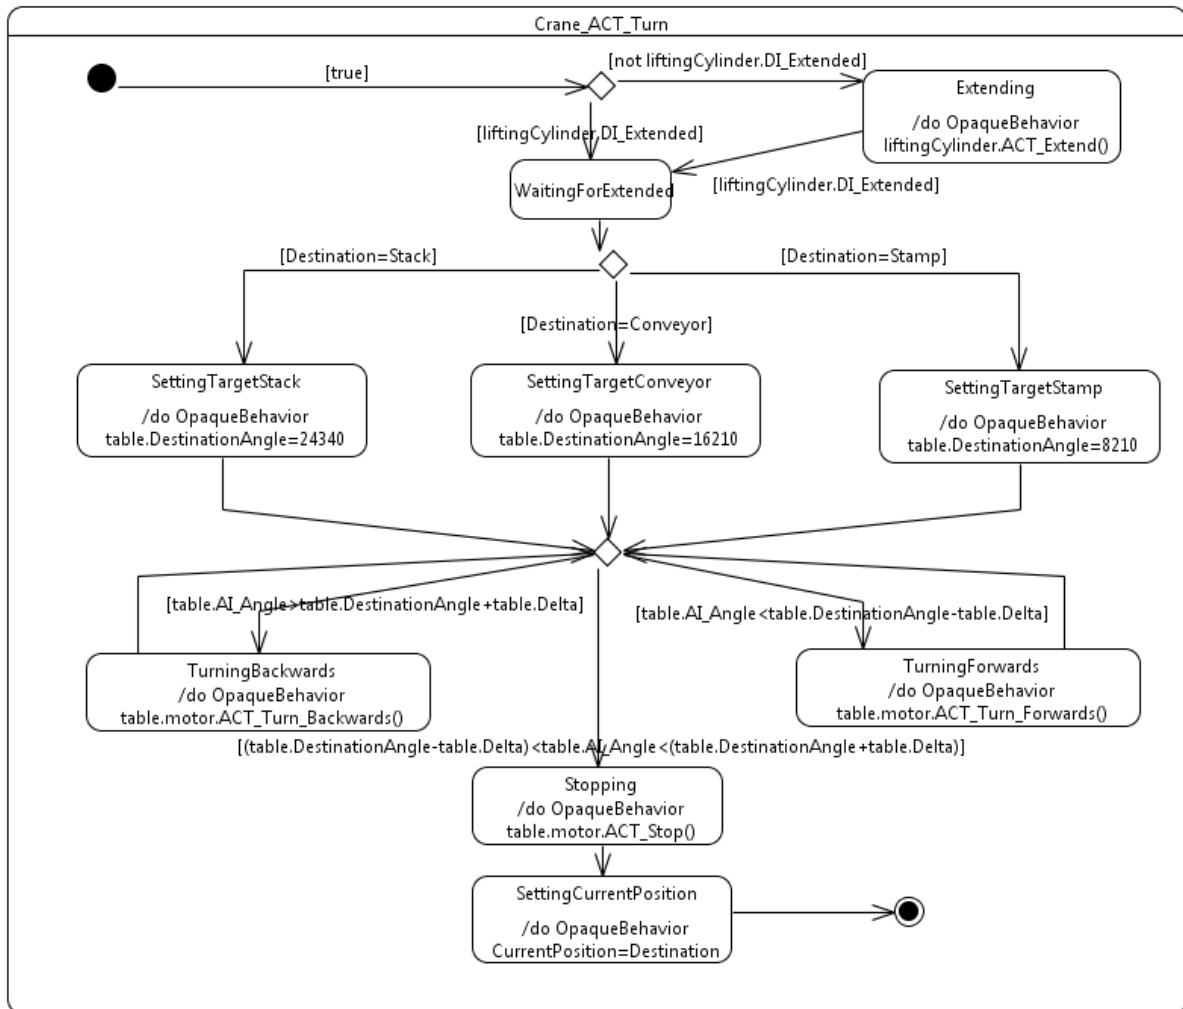 Crane_ACT_Turn
[true]
[not liftingCylinder.DI_Extended]
Extending
/do OpaqueBehavior
liftingCylinder.ACT_Extend()
[liftingCylinder.DI_Extended]
[liftingCylinder.DI_Extended]
WaitingForExtended
[Destination=Stack]
[Destination=Stamp]
[Destination=Conveyor]
SettingTargetStack
/do OpaqueBehavior
table.DestinationAngle=24340
SettingTargetConveyor
/do OpaqueBehavior
table.DestinationAngle=16210
SettingTargetStamp
/do OpaqueBehavior
table.DestinationAngle=8210
[table.AI_Angle>table.DestinationAngle+table.Delta]
[table.AI_Angle<table.DestinationAngle-table.Delta]
TurningBackwards
/do OpaqueBehavior
table.motor.ACT_Turn_Backwards()
TurningForwards
/do OpaqueBehavior
table.motor.ACT_Turn_Forwards()
[(table.DestinationAngle-table.Delta)<table.AI_Angle<(table.DestinationAngle+table.Delta)]
Stopping
/do OpaqueBehavior
table.motor.ACT_Stop()
SettingCurrentPosition
/do OpaqueBehavior
CurrentPosition=Destination